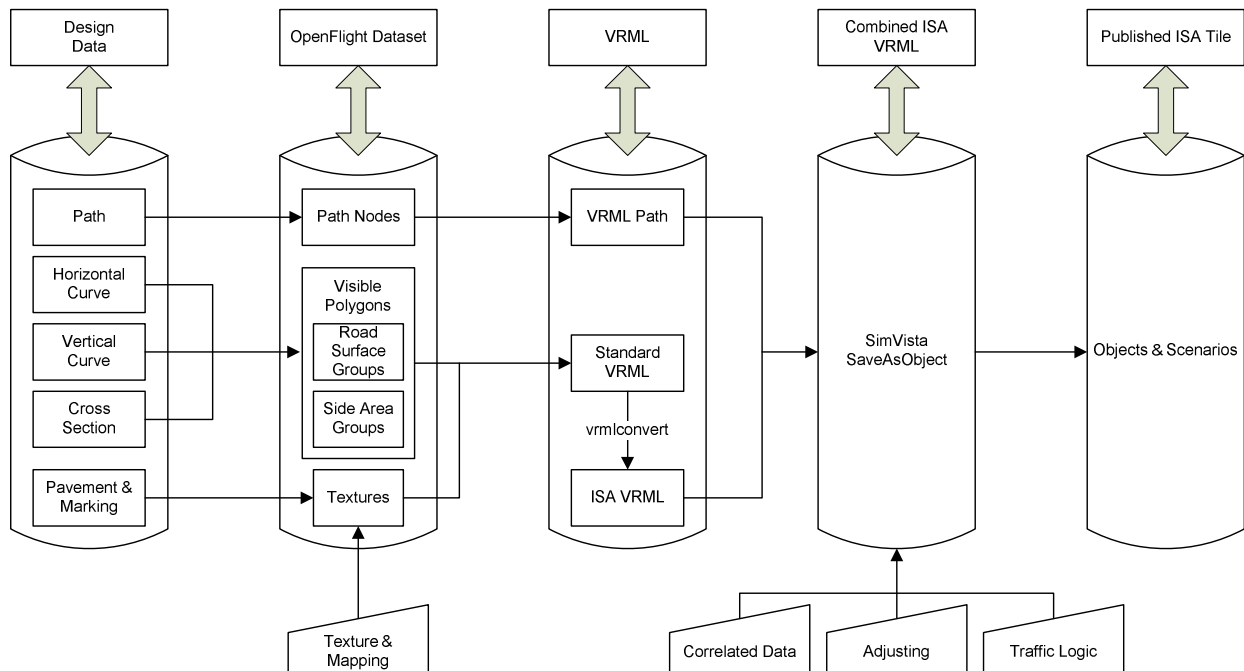 Design
Data
OpenFlight Dataset
VRML
Combined ISA
VRML
Published ISA Tile
Path
Path Nodes
VRML Path
Horizontal
Curve
Visible
Polygons
Vertical
Curve
Road
Surface
Groups
Standard
VRML
SimVista
SaveAsObject
Objects & Scenarios
Cross
Section
Side Area
Groups
vrmlconvert
Pavement &
Marking
Textures
ISA VRML
Texture &
Mapping
Correlated Data
Adjusting
Traffic Logic